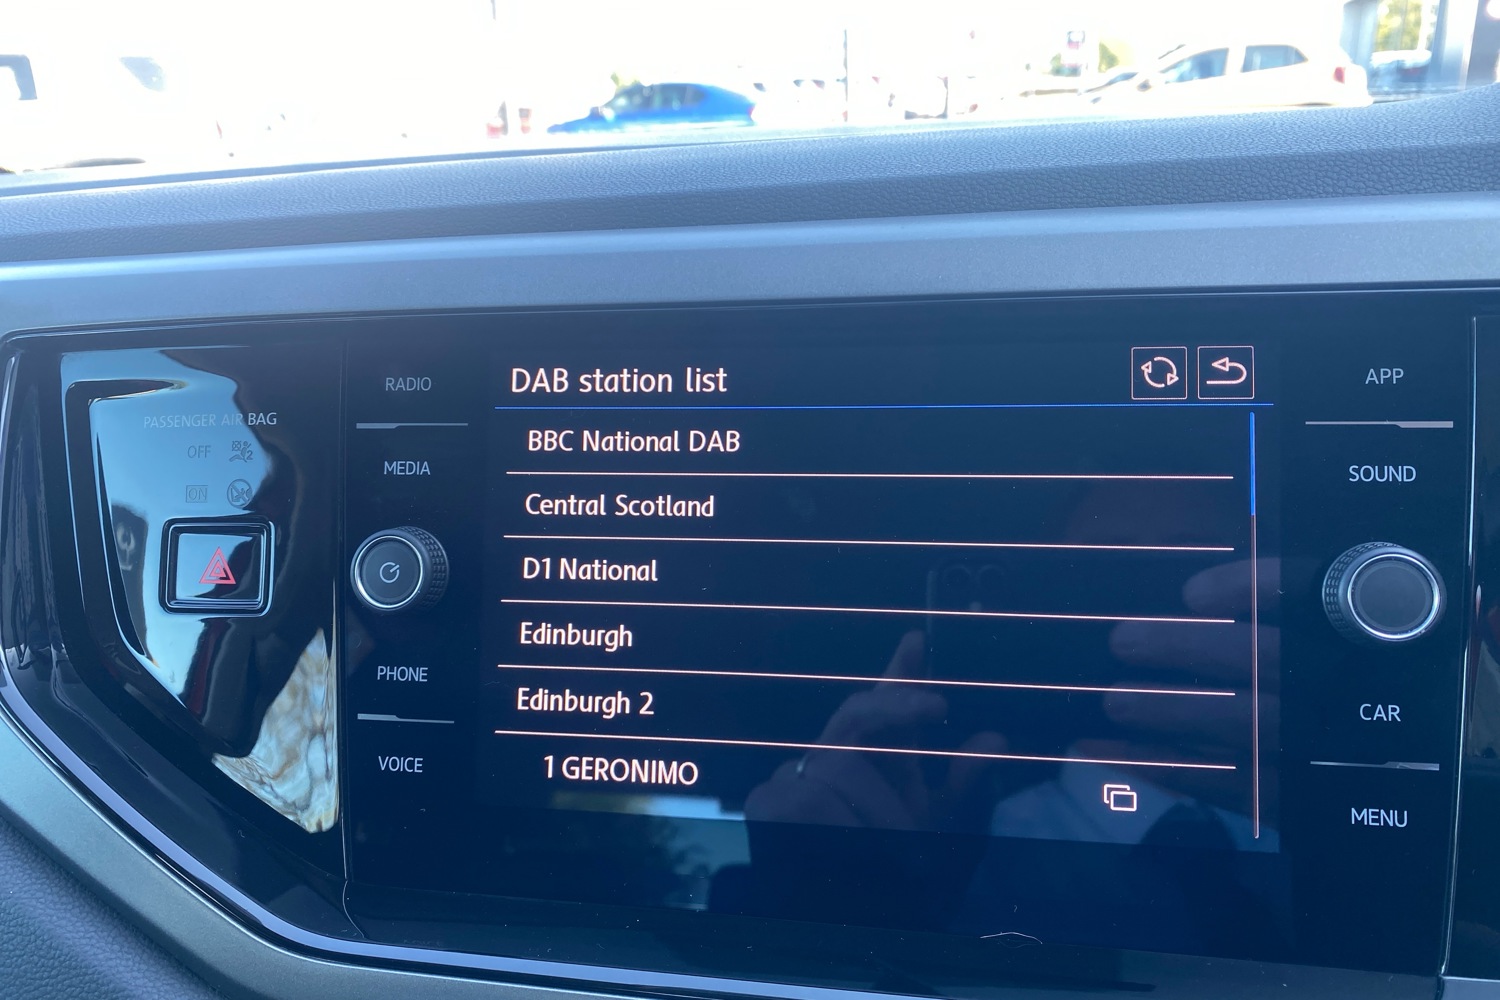 PASSENGER AIR BAG
OFF
ON
RADIO
MEDIA
PHONE
VOICE
DAB station list
BBC National DAB
Central Scotland
D1 National
Edinburgh
Edinburgh 2
1 GERONIMO
APP
SOUND
CAR
MENU